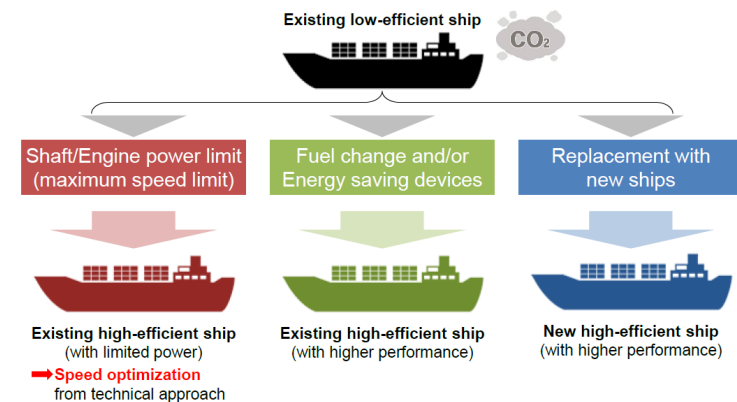 Existing low-efficient ship
CO₂
Shaft/Engine power limit
(maximum speed limit)
Fuel change and/or
Energy saving devices
Replacement with
new ships
Existing high-efficient ship
(with limited power)
➡Speed optimization
from technical approach
Existing high-efficient ship
(with higher performance)
New high-efficient ship
(with higher performance)